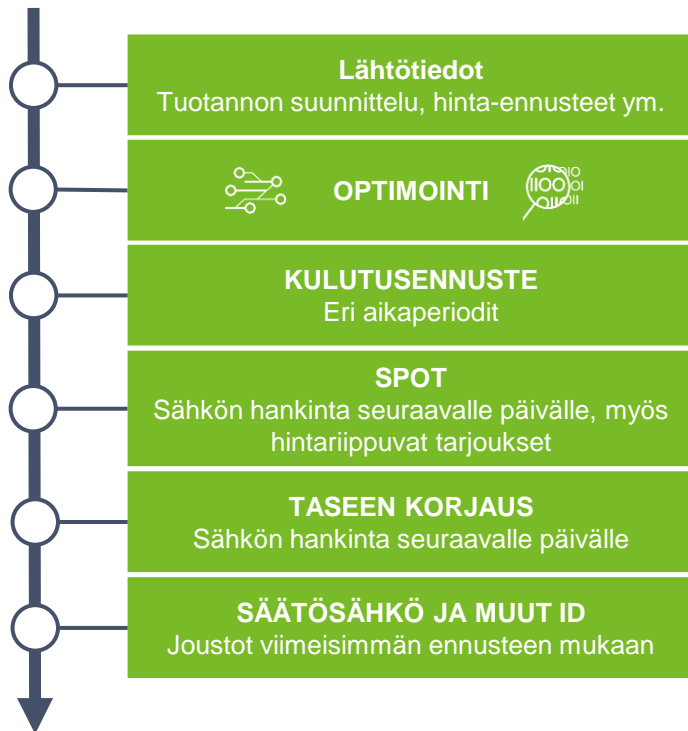 Lähtötiedot
Tuotannon suunnittelu, hinta-ennusteet ym.
OPTIMOINTI
KULUTUSENNUSTE
Eri aikaperiodit
SPOT
Sähkön hankinta seuraavalle päivälle, myös
hintariippuvat tarjoukset
TASEEN KORJAUS
Sähkön hankinta seuraavalle päivälle
SÄÄTÖSÄHKÖ JA MUUT ID
Joustot viimeisimmän ennusteen mukaan